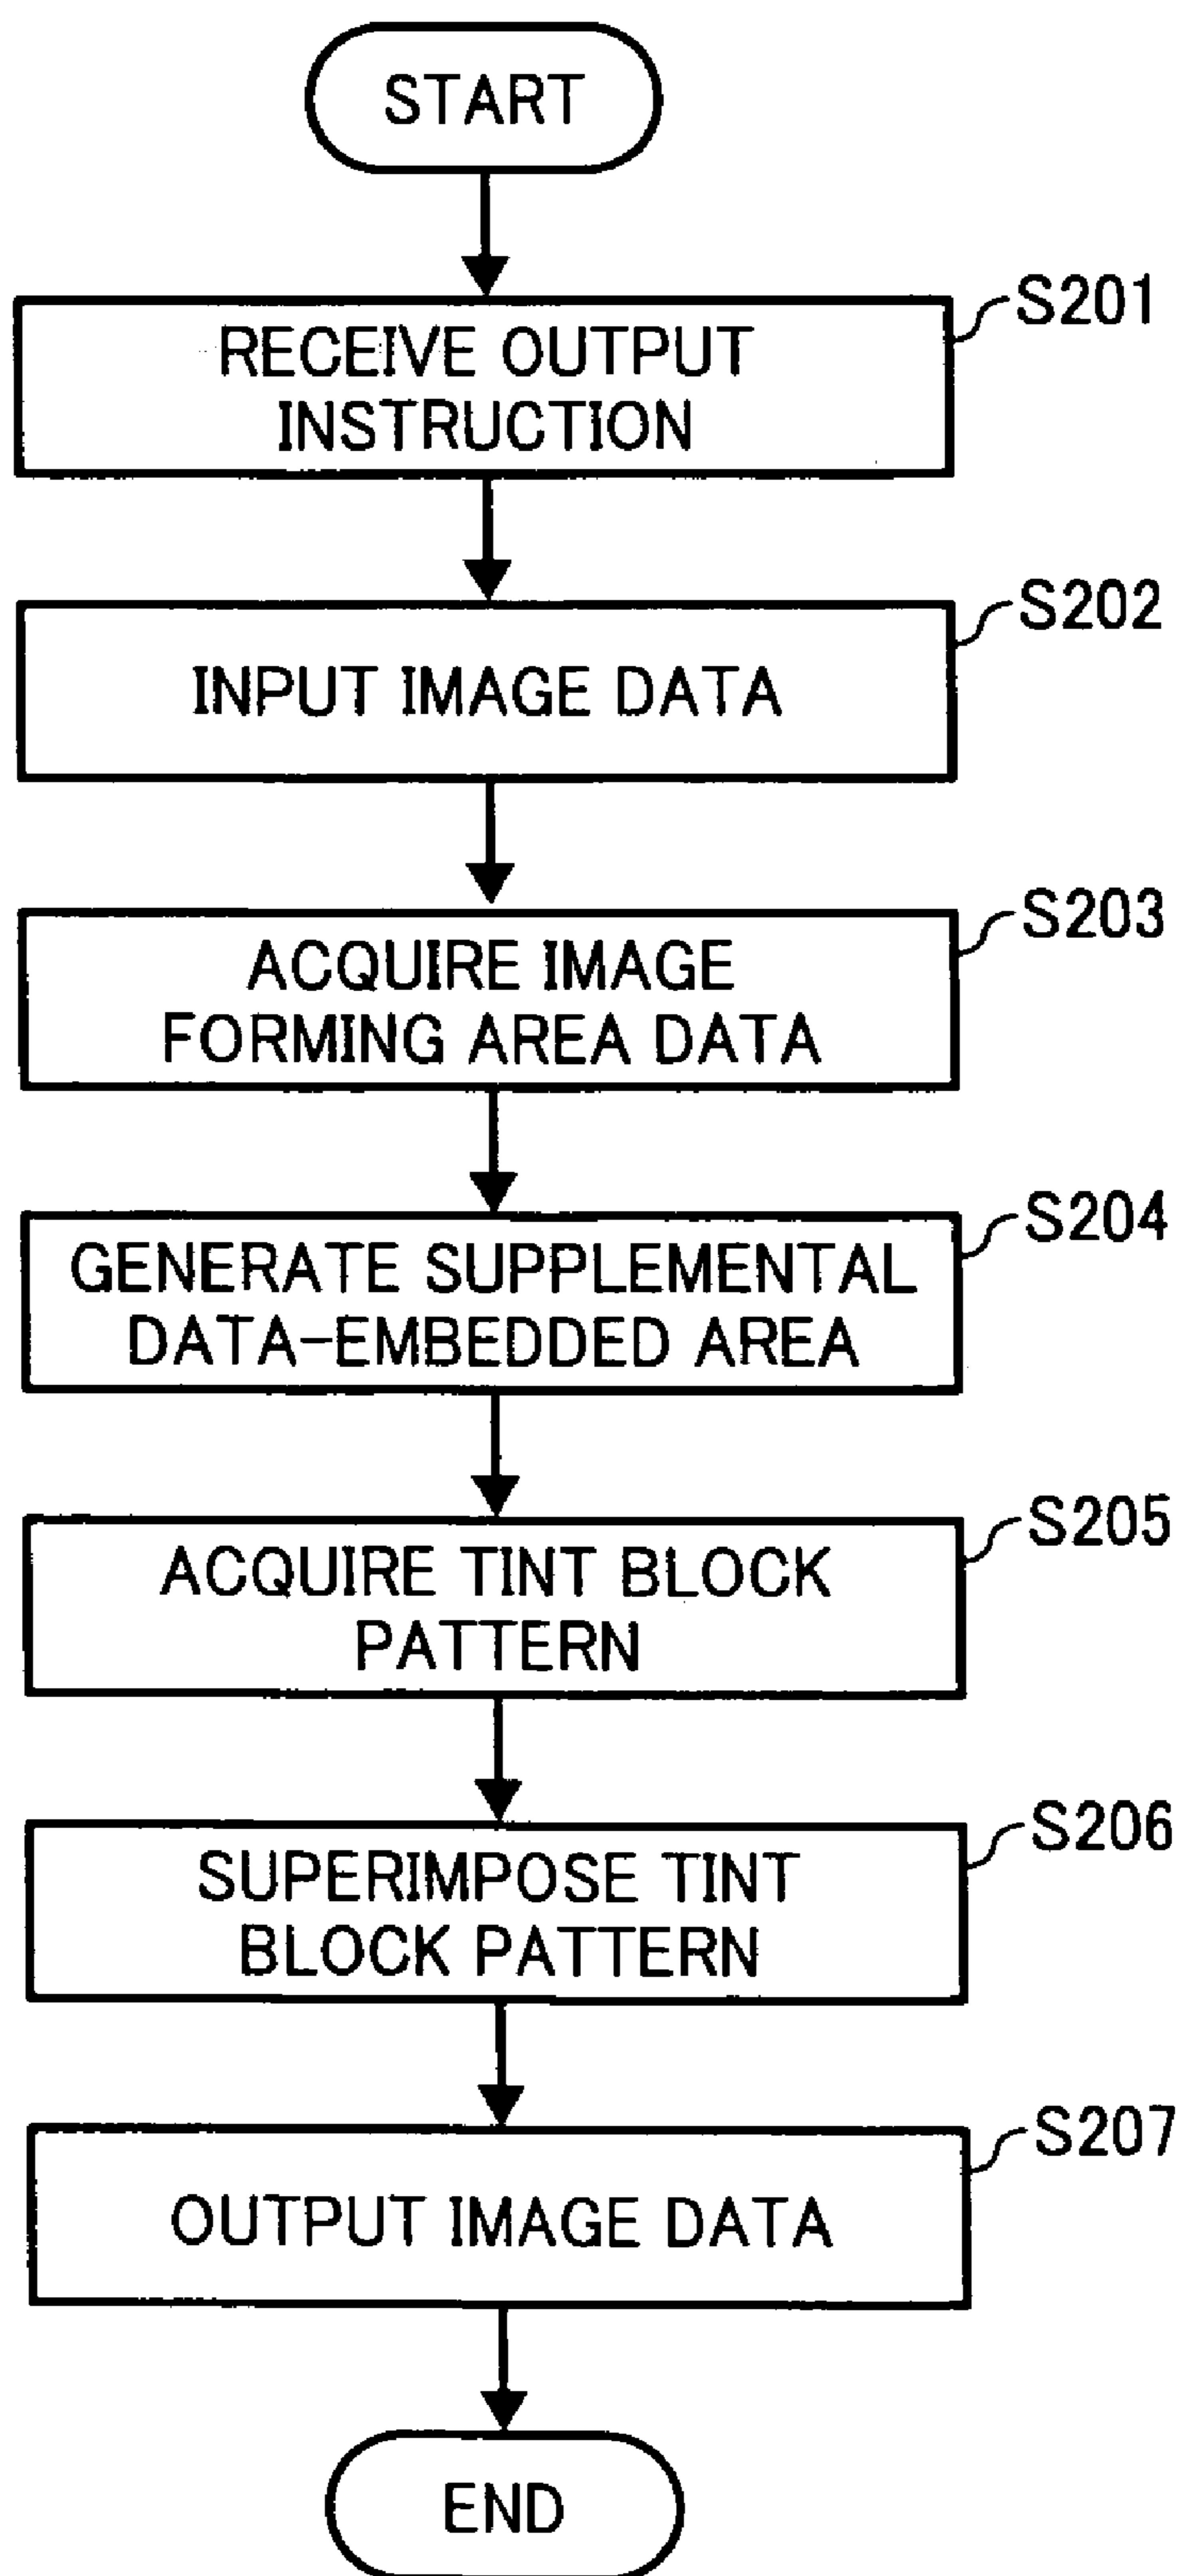 START
S201
RECEIVE OUTPUT
INSTRUCTION
S202
INPUT IMAGE DATA
S203
ACQUIRE IMAGE
FORMING AREA DATA
S204
GENERATE SUPPLEMENTAL
DATA-EMBEDDED AREA
S205
ACQUIRE TINT BLOCK
PATTERN
S206
SUPERIMPOSE TINT
BLOCK PATTERN
S207
OUTPUT IMAGE DATA
END